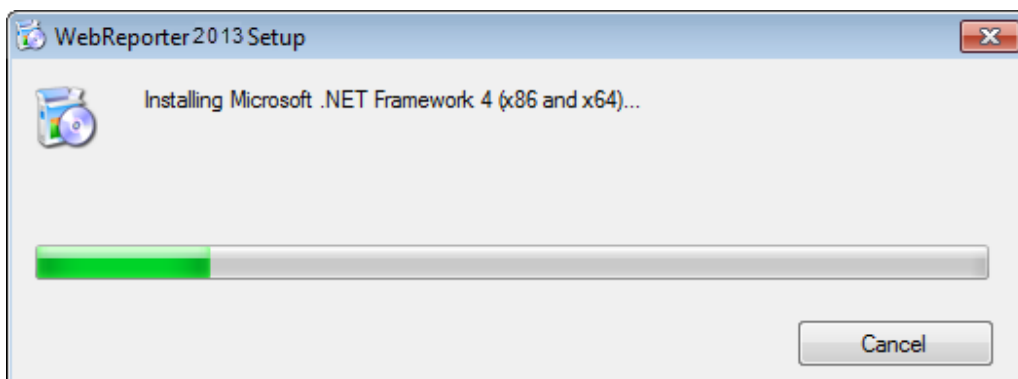 WebReporter 2013 Setup
Installing Microsoft .NET Framework 4 (x86 and x64)...
Cancel